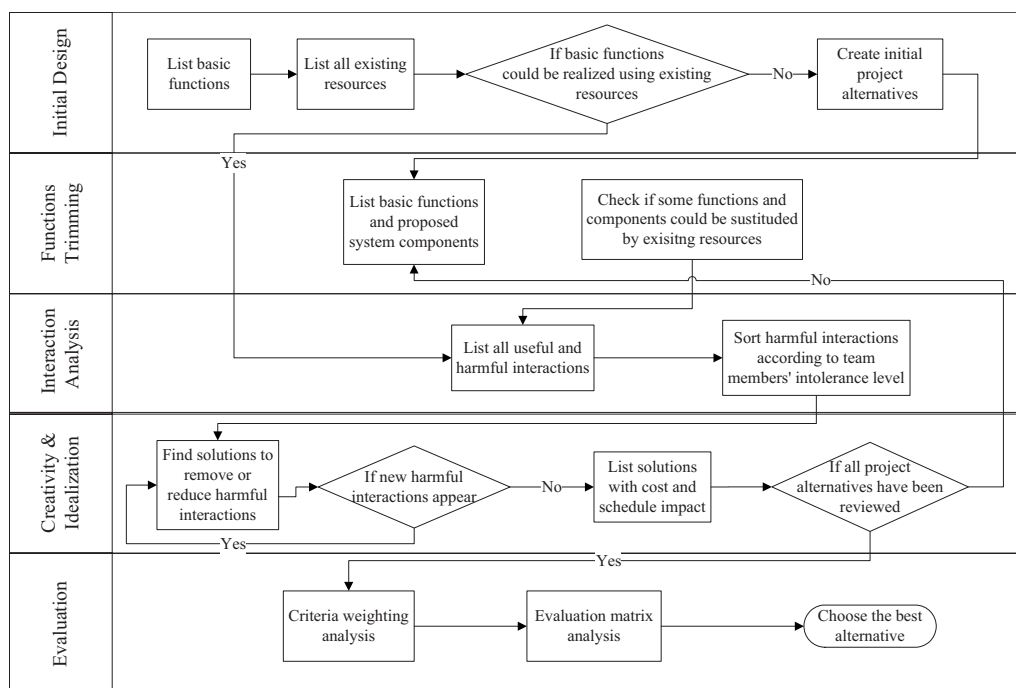 Initial Design
List basic
functions
List all existing
resources
If basic functions
could be realized using existing
resources
No
Create initial
project
alternatives
Yes
Functions
Trimming
List basic functions
and proposed
system components
Check if some functions and
components could be sustituded
by exisitng resources
No
Interaction
Analysis
List all useful and
harmful interactions
Sort harmful interactions
according to team
members' intolerance level
Creativity &
Idealization
Find solutions to
remove or
reduce harmful
interactions
If new harmful
interactions appear
No
List solutions
with cost and
schedule impact
If all project
alternatives have been
reviewed
Yes
Yes
Evaluation
Criteria weighting
analysis
Evaluation matrix
analysis
Choose the best
alternative